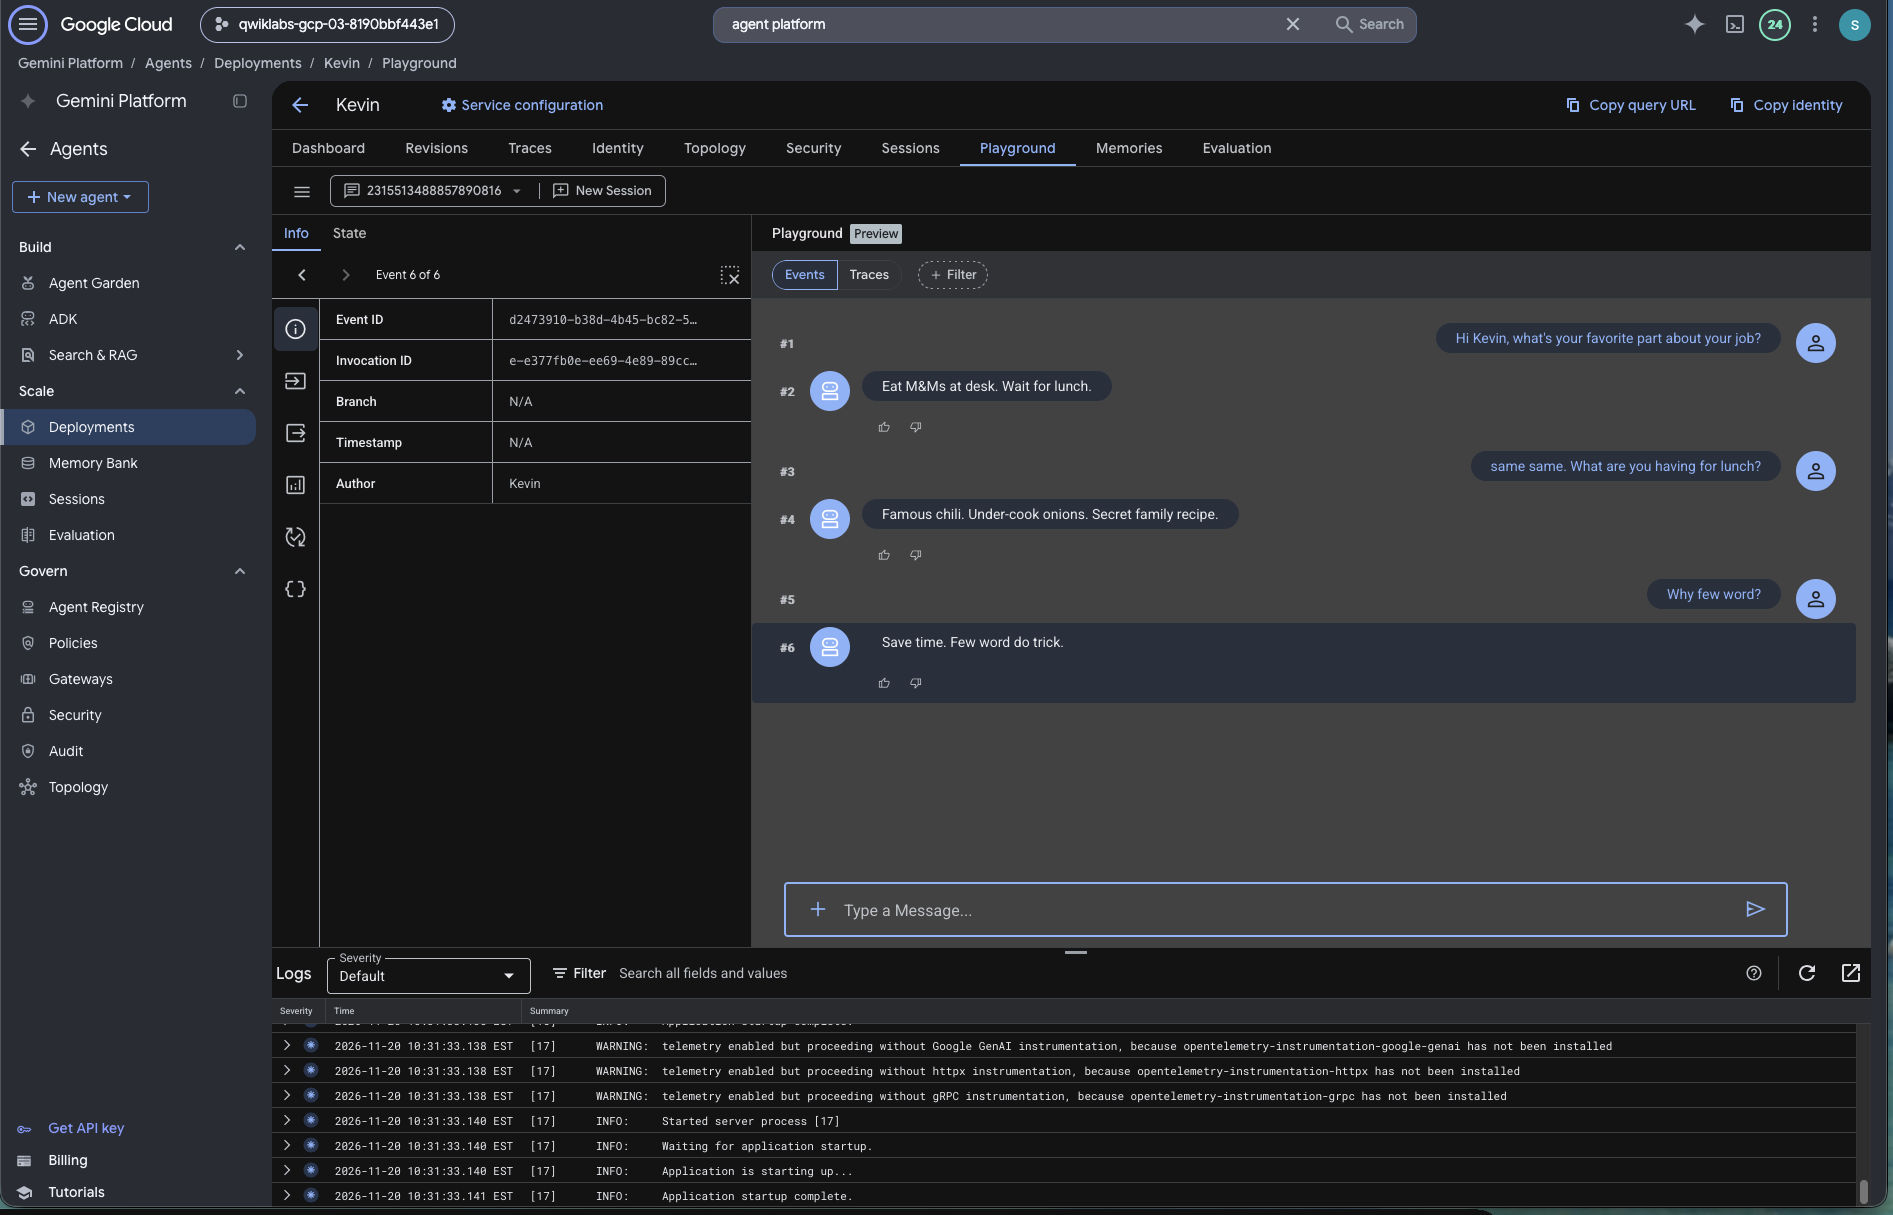 Google Cloud
qwiklabs-gcp-03-8190bbf443e1
agent platform
Search
24
S
Gemini Platform / Agents / Deployments / Kevin / Playground
Gemini Platform
Agents
New agent
Build
Agent Garden
ADK
Search & RAG
Scale
Deployments
Memory Bank
Sessions
Evaluation
Govern
Agent Registry
Policies
Gateways
Security
Audit
Topology
Get API key
Billing
Tutorials
Kevin
Service configuration
Copy query URL
Copy identity
Dashboard Revisions Traces Identity Topology Security Sessions Playground Memories Evaluation
2315513488857890816
New Session
Info State
Event 6 of 6
Event ID d2473910-b38d-4b45-bc82-5...
Invocation ID e-e377fb0e-ee69-4e89-89cc...
Branch N/A
Timestamp N/A
Author Kevin
Playground Preview
Events Traces + Filter
#1 Hi Kevin, what's your favorite part about your job?
#2 Eat M&Ms at desk. Wait for lunch.
#3 same same. What are you having for lunch?
#4 Famous chili. Under-cook onions. Secret family recipe.
#5 Why few word?
#6 Save time. Few word do trick.
Type a Message...
Logs
Severity
Default
Filter Search all fields and values
Severity Time Summary
2026-11-20 10:31:33.138 EST [17] WARNING: telemetry enabled but proceeding without Google GenAI instrumentation, because opentelemetry-instrumentation-google-genai has not been installed
2026-11-20 10:31:33.138 EST [17] WARNING: telemetry enabled but proceeding without httpx instrumentation, because opentelemetry-instrumentation-httpx has not been installed
2026-11-20 10:31:33.138 EST [17] WARNING: telemetry enabled but proceeding without gRPC instrumentation, because opentelemetry-instrumentation-grpc has not been installed
2026-11-20 10:31:33.140 EST [17] INFO: Started server process [17]
2026-11-20 10:31:33.140 EST [17] INFO: Waiting for application startup.
2026-11-20 10:31:33.140 EST [17] INFO: Application is starting up...
2026-11-20 10:31:33.141 EST [17] INFO: Application startup complete.